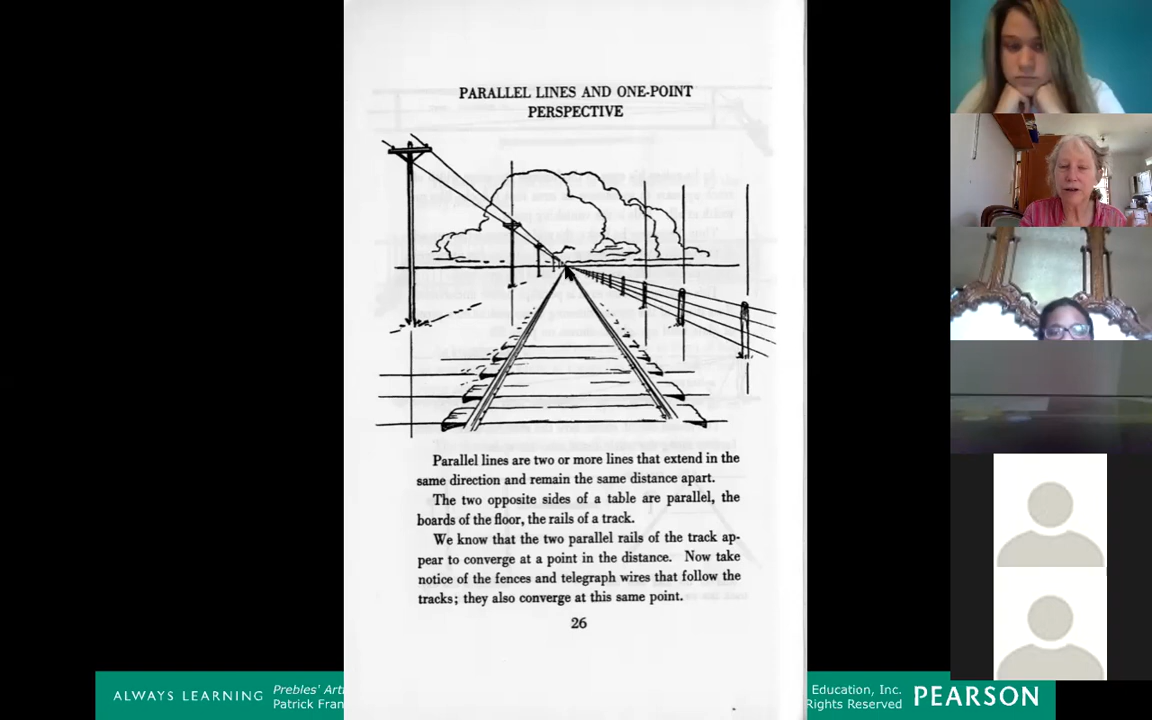 PARALLEL LINES AND ONE-POINT
PERSPECTIVE
Parallel lines are two or more lines that extend in the
same direction and remain the same distance apart.
The two opposite sides of a table are parallel, the
boards of the floor, the rails of a track.
We know that the two parallel rails of the track ap-
pear to converge at a point in the distance. Now take
notice of the fences and telegraph wires that follow the
tracks; they also converge at this same point.
26
ALWAYS LEARNING
Prebles' Art
Patrick Fran
Education, Inc.
Rights Reserved
PEARSON